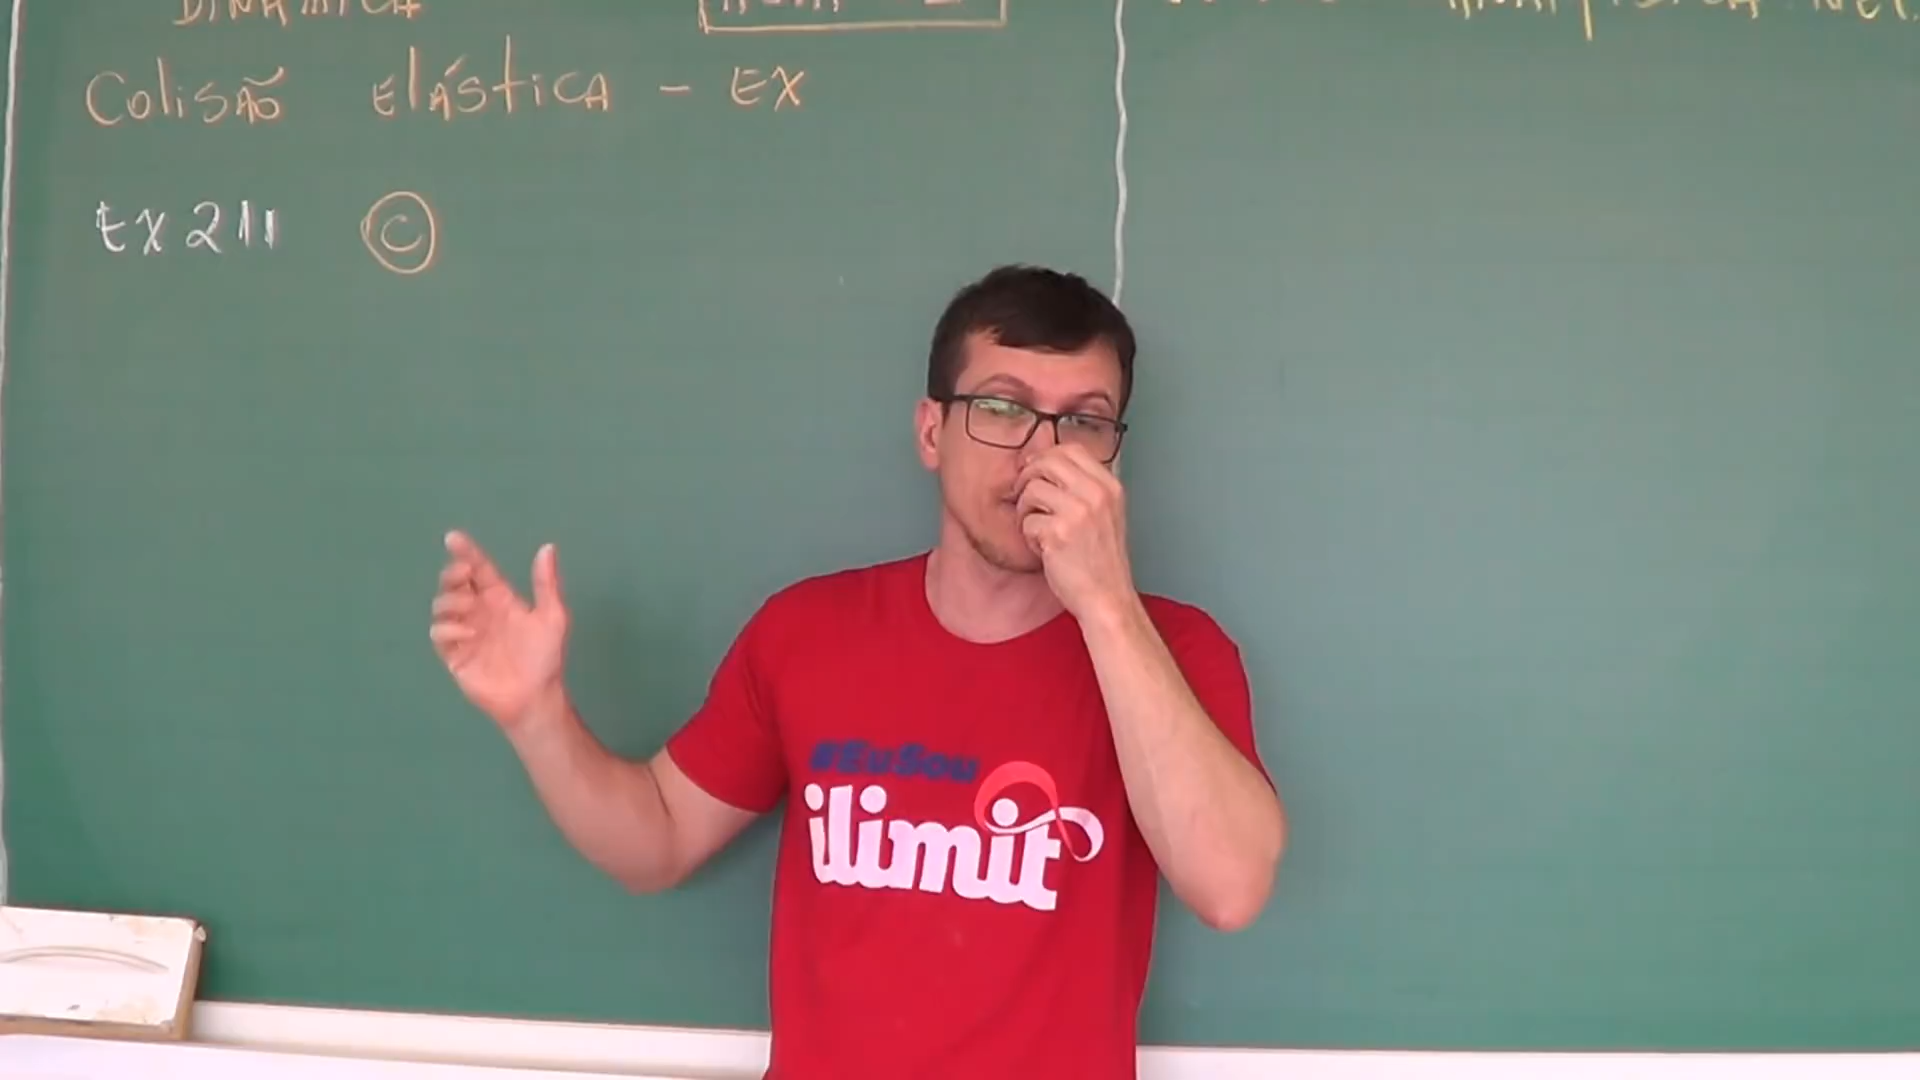 DINÂMICA
Colisão Elástica - EX
EX 211 C
#EuSou
ilimit